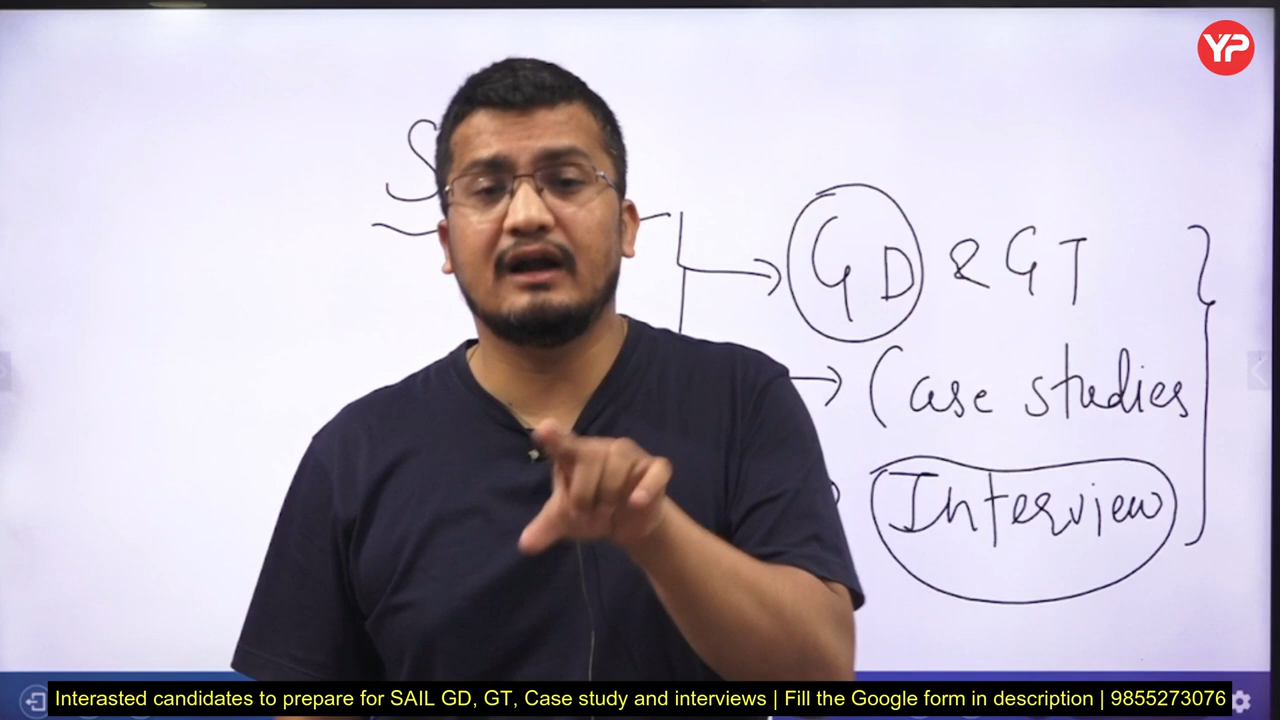 YP
S
GD & GT
Case studies
Interview
Interasted candidates to prepare for SAIL GD, GT, Case study and interviews | Fill the Google form in description | 9855273076